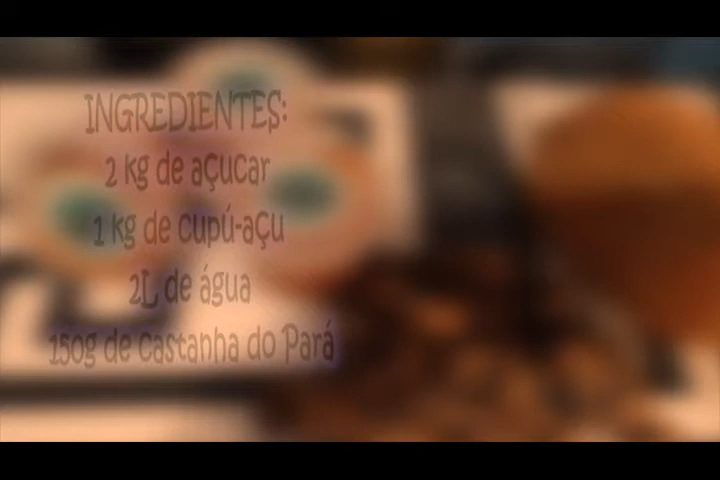 INGREDIENTES:
2 kg de açucar
1 kg de cupú-açu
2L de água
150g de castanha do Pará